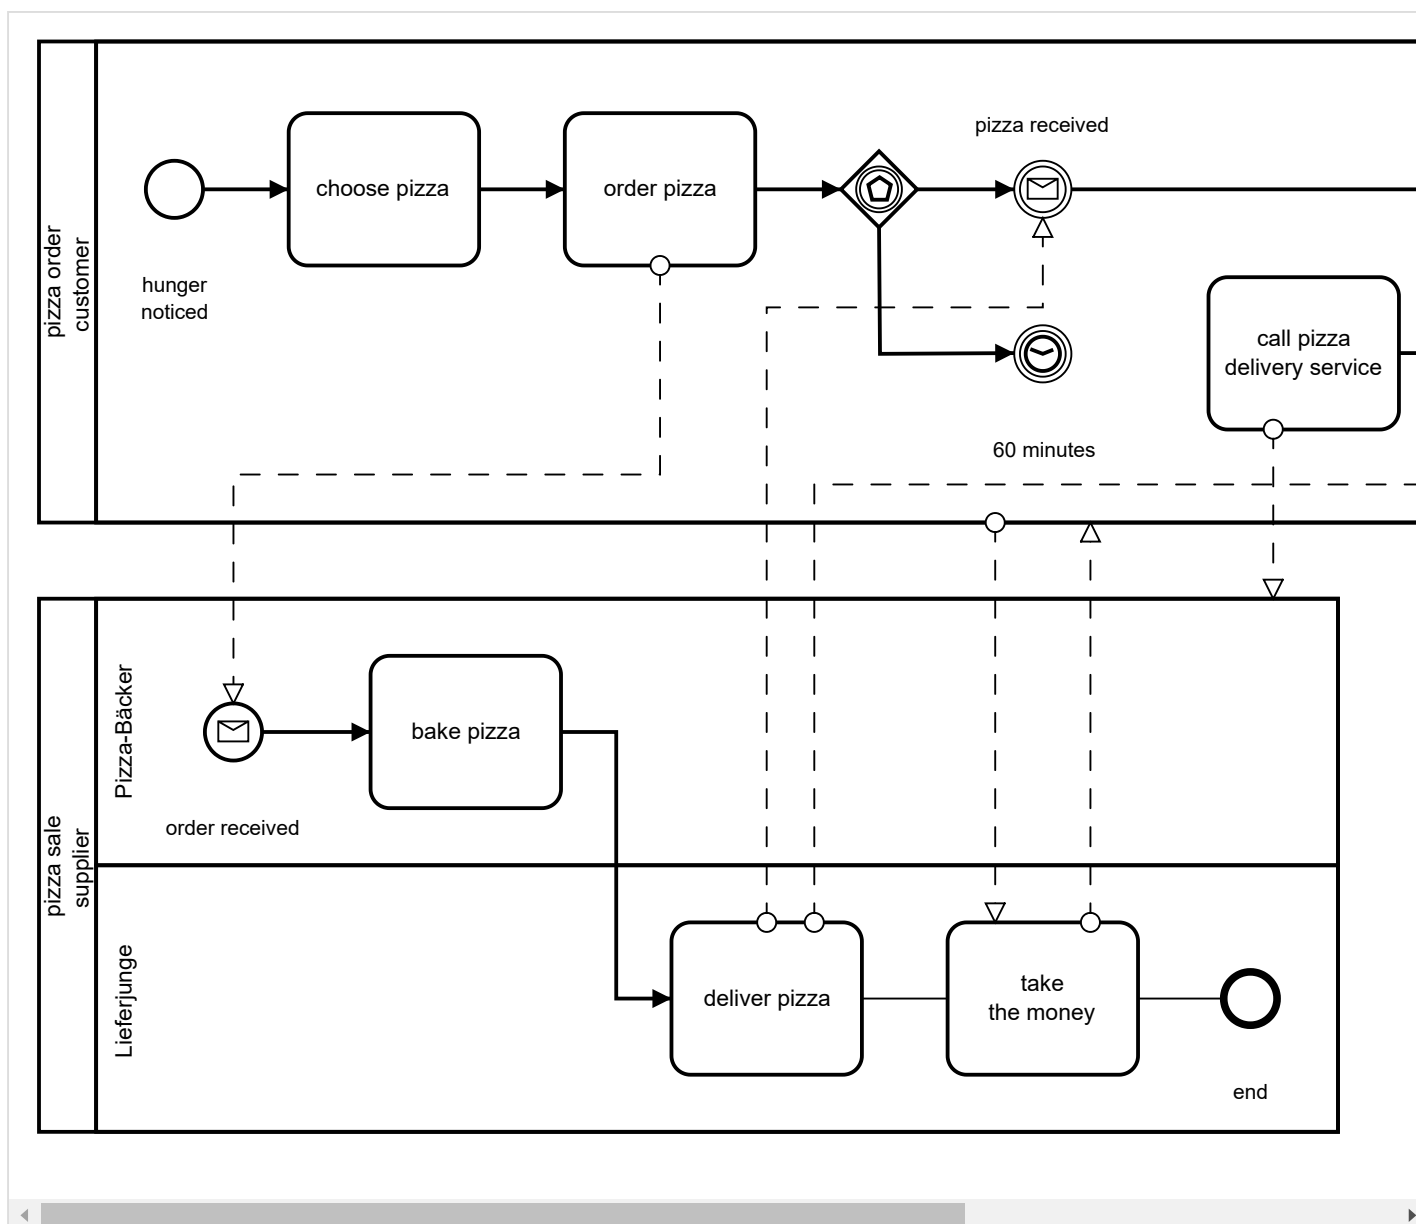 pizza order
customer
hunger
noticed
choose pizza
order pizza
pizza received
60 minutes
call pizza
delivery service
pizza sale
supplier
Pizza-Bäcker
order received
bake pizza
Lieferjunge
deliver pizza
take
the money
end